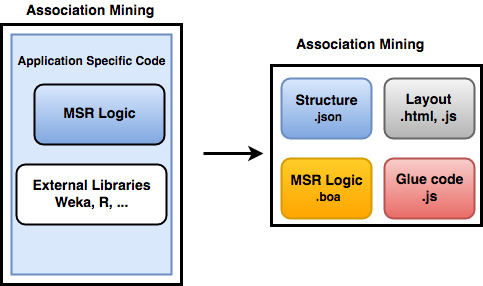 Association Mining
Application Specific Code
MSR Logic
External Libraries
Weka, R, ...
Association Mining
Structure
.json
Layout
.html, .js
MSR Logic
.boa
Glue code
.js